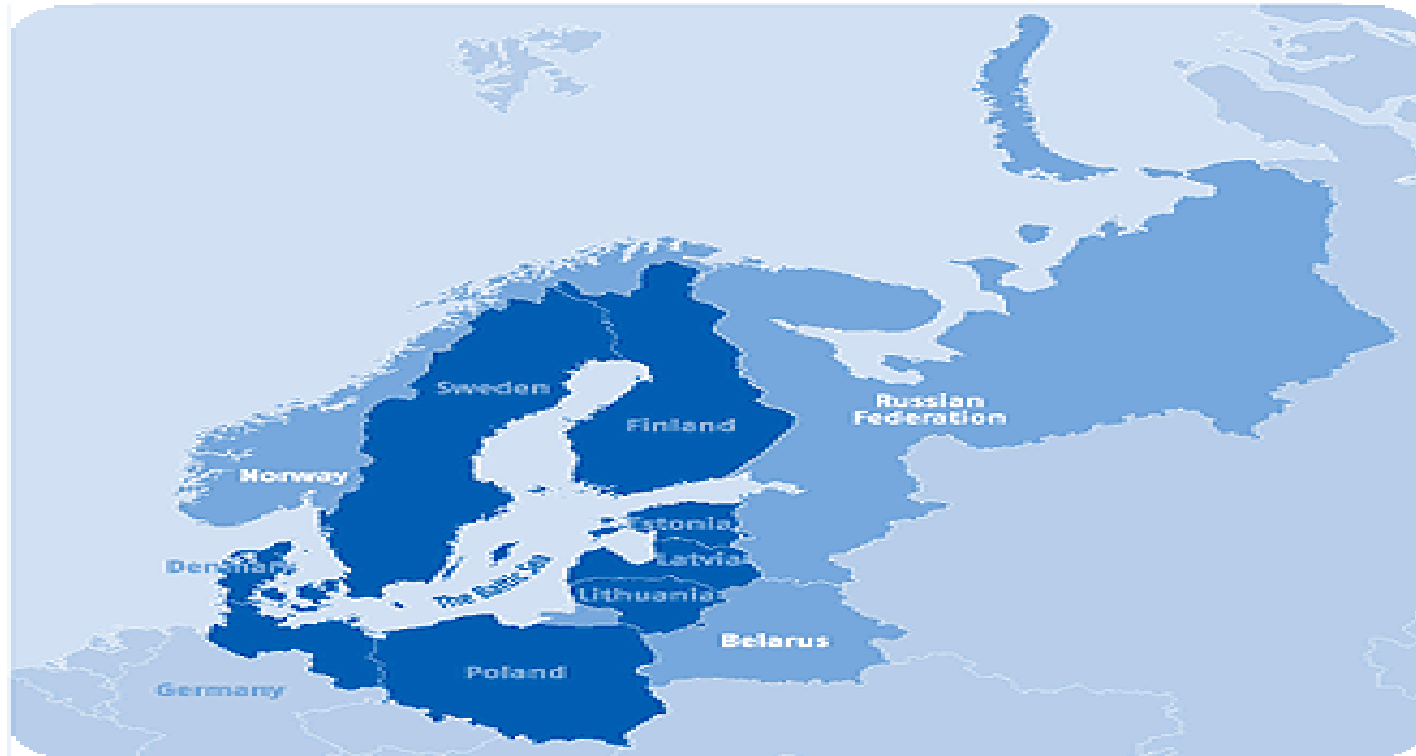 Sweden
Finland
Russian
Federation
Norway
Estonia
Denmark
Latvia
The Baltic Sea
Lithuania
Belarus
Poland
Germany